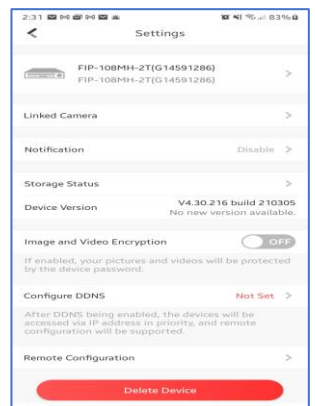 2:31 83%
Settings
FIP-108MH-2T(G14591286)
FIP-108MH-2T(G14591286)
Linked Camera
Notification Disable
Storage Status
Device Version V4.30.216 build 210305
No new version available.
Image and Video Encryption OFF
If enabled, your pictures and videos will be protected
by the device password.
Configure DDNS Not Set
After DDNS being enabled, the devices will be
accessed via IP address in priority, and remote
configuration will be supported.
Remote Configuration
Delete Device